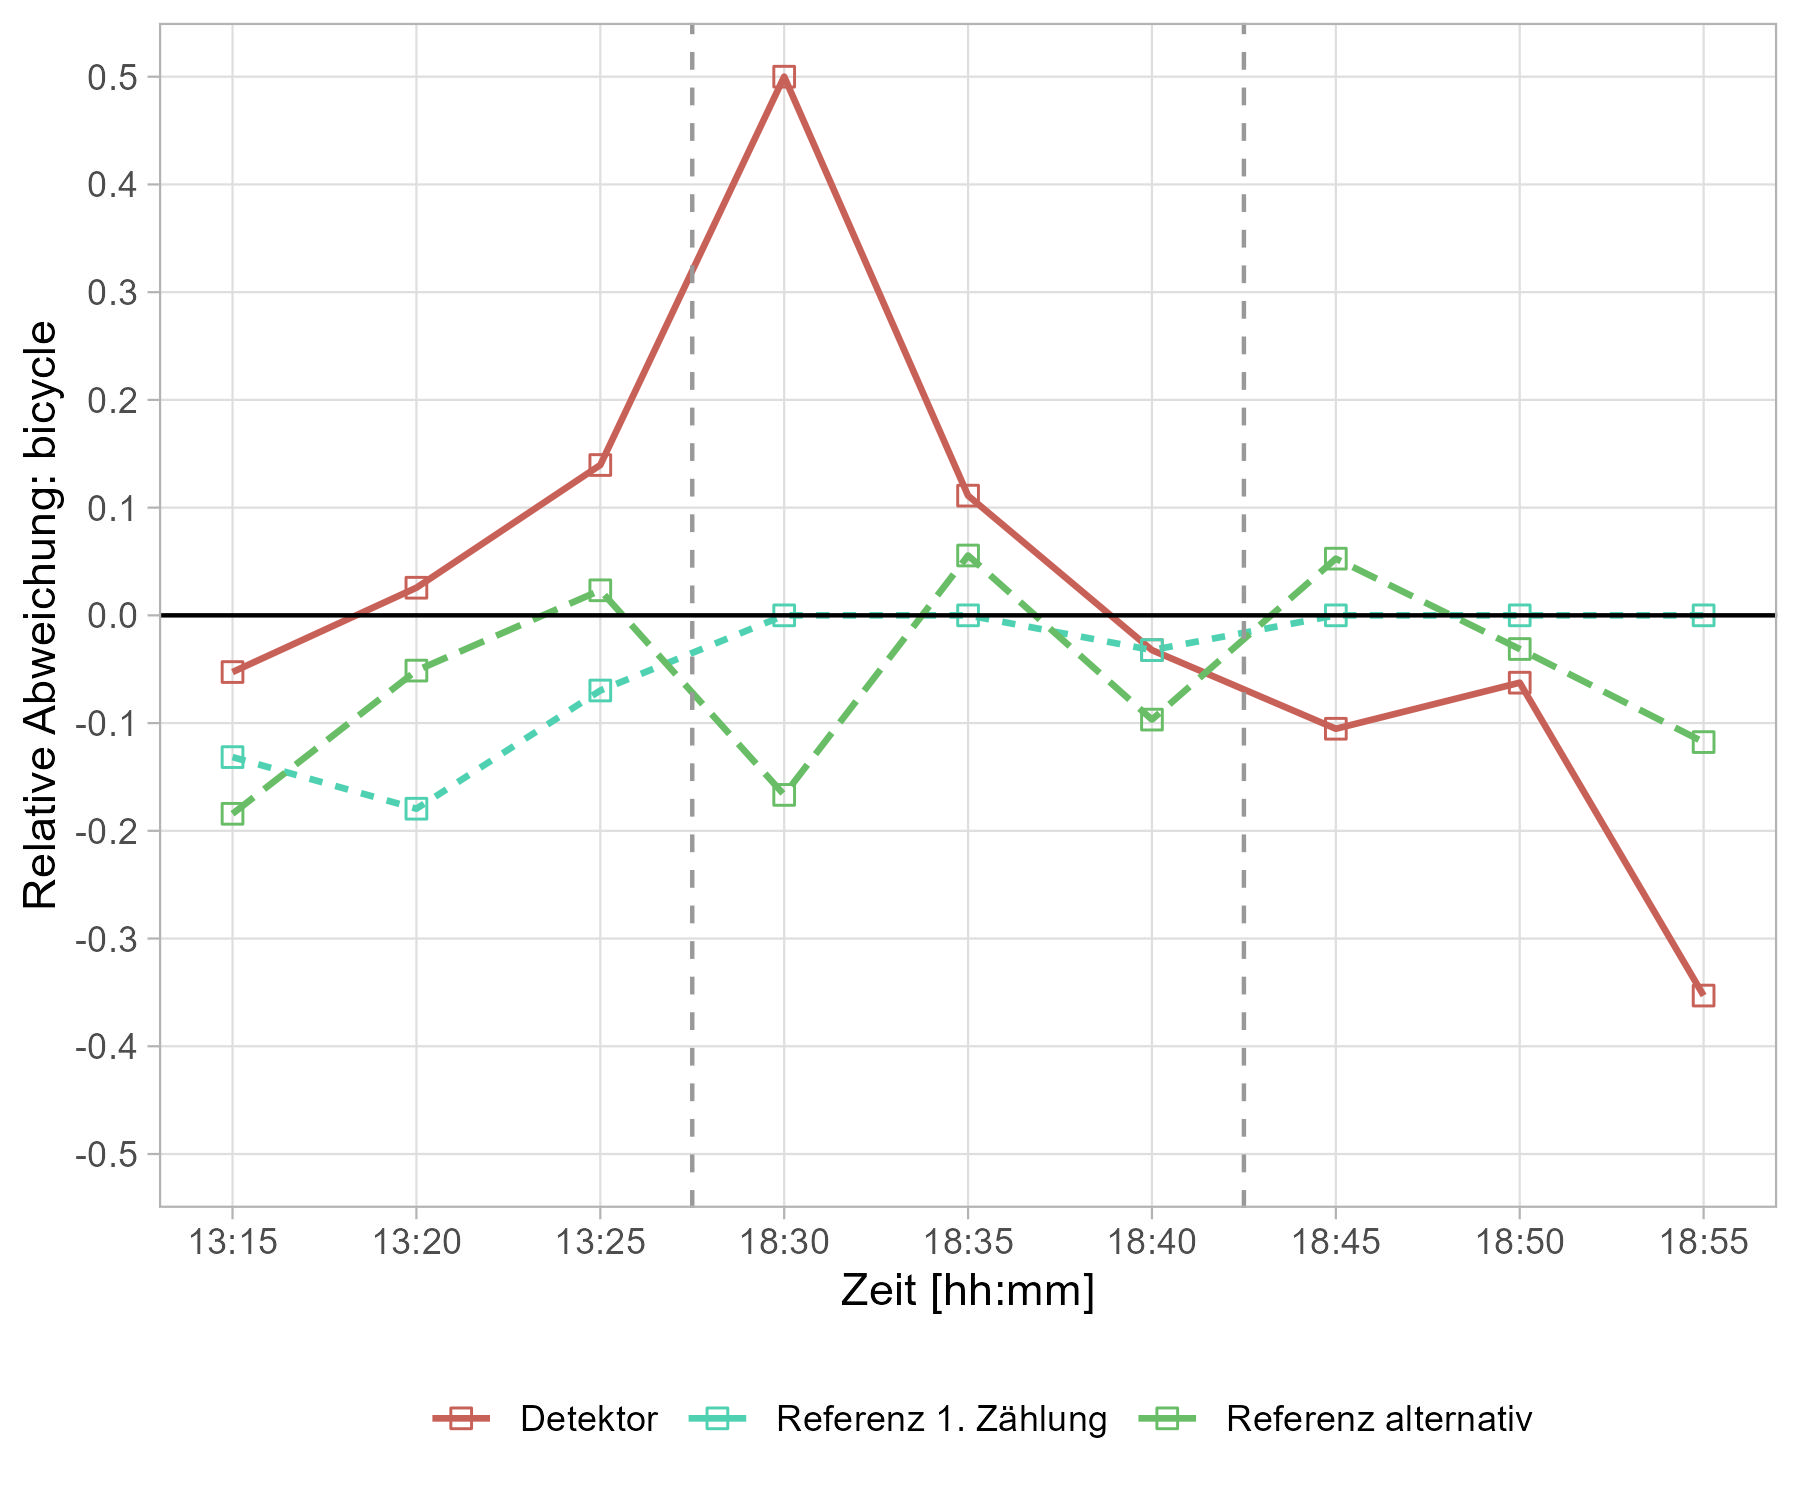 Relative Abweichung: bicycle
0.5
0.4
0.3
0.2
0.1
0.0
-0.1
-0.2
-0.3
-0.4
-0.5
13:15 13:20 13:25 18:30 18:35 18:40 18:45 18:50 18:55
Zeit [hh:mm]
Detektor Referenz 1. Zählung Referenz alternativ